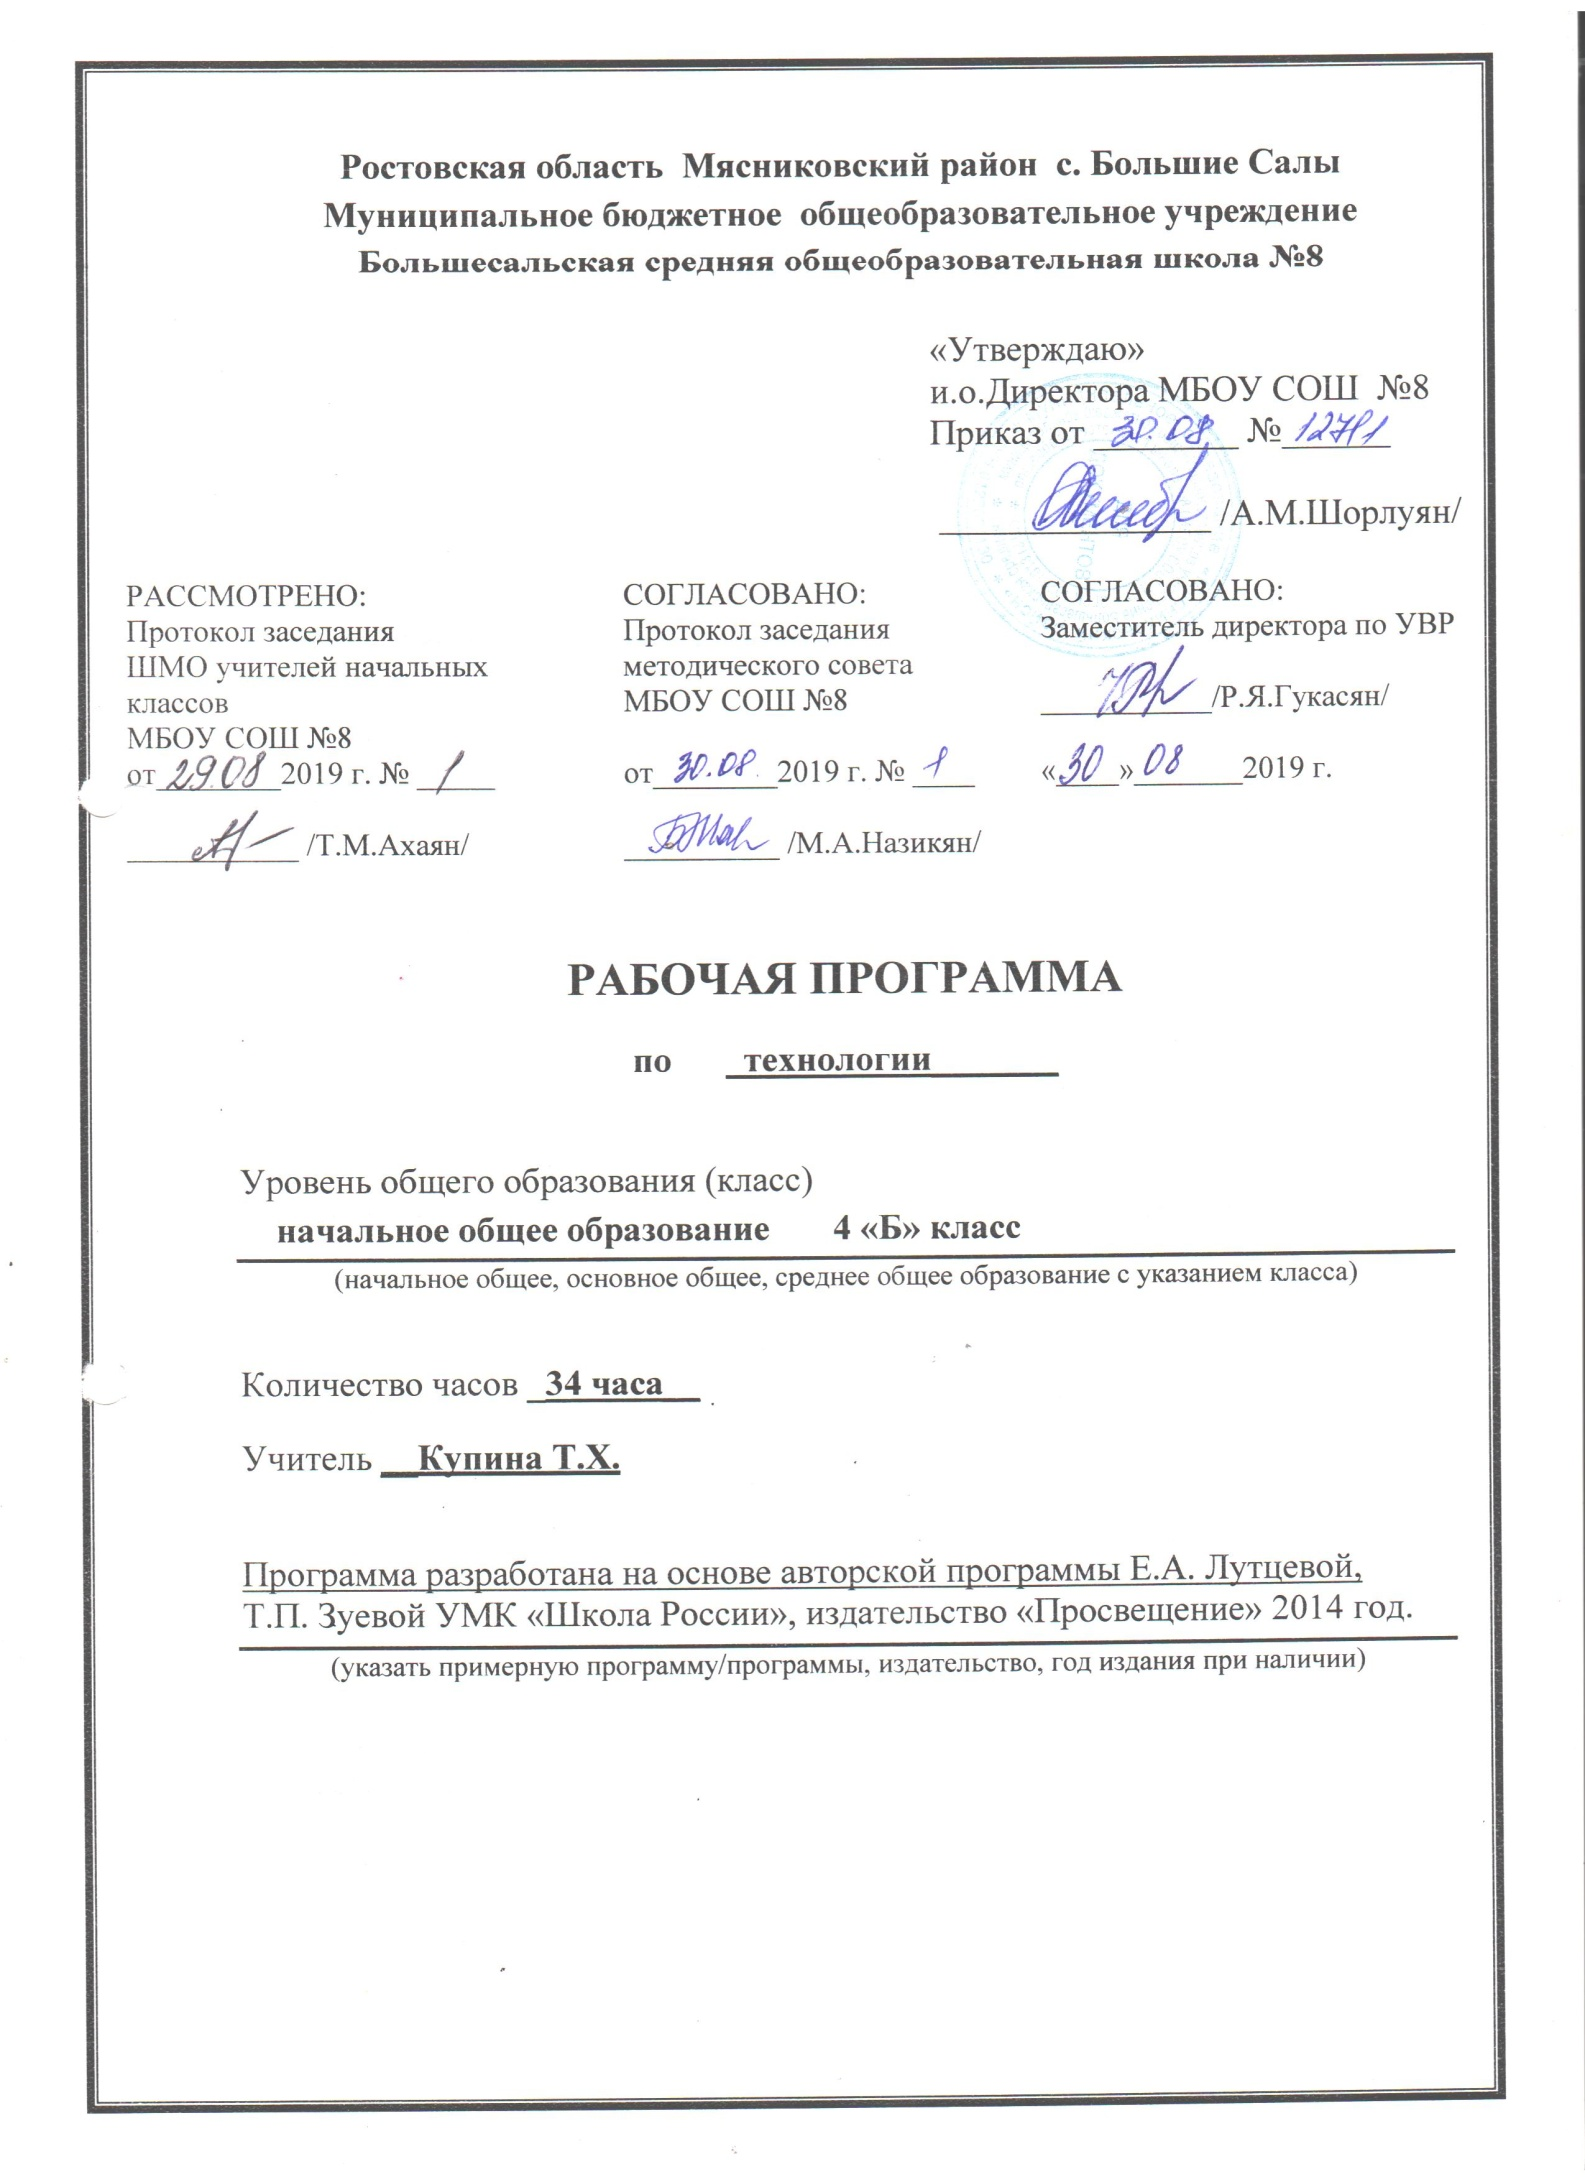 Ростовская область Мясниковский район с. Большие Салы
Муниципальное бюджетное общеобразовательное учреждение
Большесальская средняя общеобразовательная школа №8
«Утверждаю»
и.о.Директора МБОУ СОШ №8
Приказ от 30.08. №
/А.М.Шорлуян/
РАССМОТРЕНО:
Протокол заседания
ШМО учителей начальных
классов
МБОУ СОШ №8
от 29.08 2019 г. № 1
/Т.М.Ахаян/
СОГЛАСОВАНО:
Протокол заседания
методического совета
МБОУ СОШ №8
от 30.08 2019 г. № 1
/М.А.Назикян/
СОГЛАСОВАНО:
Заместитель директора по УВР
/Р.Я.Гукасян/
«30» 08 2019 г.
РАБОЧАЯ ПРОГРАММА
по технологии
Уровень общего образования (класс)
начальное общее образование 4 «Б» класс
(начальное общее, основное общее, среднее общее образование с указанием класса)
Количество часов 34 часа
Учитель Купина Т.Х.
Программа разработана на основе авторской программы Е.А. Лутцевой,
Т.П. Зуевой УМК «Школа России», издательство «Просвещение» 2014 год.
(указать примерную программу/программы, издательство, год издания при наличии)